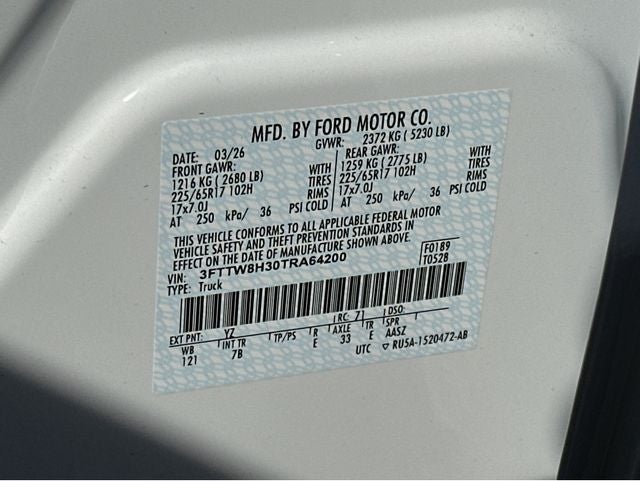 MFD. BY FORD MOTOR CO.
DATE: 03/26 GVWR: 2372 KG ( 5230 LB)
FRONT GAWR: REAR GAWR:
1216 KG ( 2680 LB) WITH 1259 KG ( 2775 LB) WITH
225/65R17 102H TIRES 225/65R17 102H TIRES
17x7.0J RIMS 17x7.0J RIMS
AT 250 kPa/ 36 PSI COLD AT 250 kPa/ 36 PSI COLD
THIS VEHICLE CONFORMS TO ALL APPLICABLE FEDERAL MOTOR
VEHICLE SAFETY AND THEFT PREVENTION STANDARDS IN
EFFECT ON THE DATE OF MANUFACTURE SHOWN ABOVE.
VIN: 3FTTW8H30TRA64200 F0189
TYPE: Truck T0528
EXT PNT: YZ RC: 71 DSO:
WB INT TR TP/PS R AXLE TR SPR
121 7B E 33 E AASZ
UTC ▽ RU5A-1520472-AB